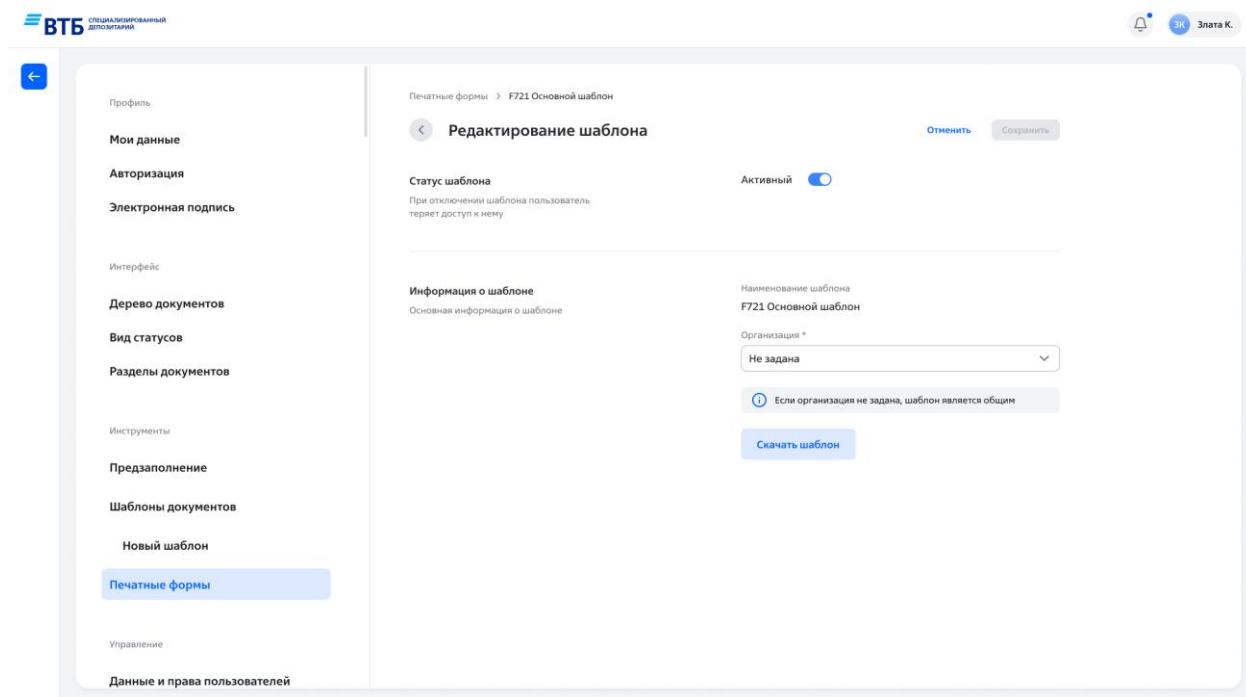 ВТБ СПЕЦИАЛИЗИРОВАННЫЙ
ДЕПОЗИТАРИЙ
ЗК Злата К.
Профиль
Мои данные
Авторизация
Электронная подпись
Интерфейс
Дерево документов
Вид статусов
Разделы документов
Инструменты
Предзаполнение
Шаблоны документов
Новый шаблон
Печатные формы
Управление
Данные и права пользователей
Печатные формы > F721 Основной шаблон
Редактирование шаблона
Отменить
Сохранить
Статус шаблона
При отключении шаблона пользователь
теряет доступ к нему
Активный
Информация о шаблоне
Основная информация о шаблоне
Наименование шаблона
F721 Основной шаблон
Организация *
Не задана
Если организация не задана, шаблон является общим
Скачать шаблон